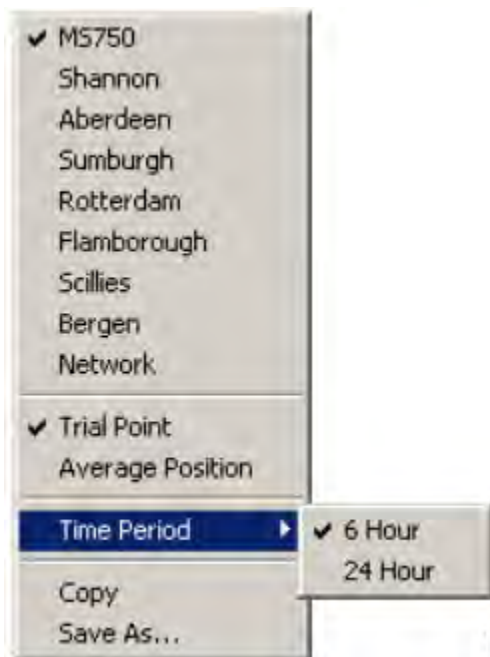 MS750
Shannon
Aberdeen
Sumburgh
Rotterdam
Flamborough
Scillies
Bergen
Network
Trial Point
Average Position
Time Period
6 Hour
24 Hour
Copy
Save As...